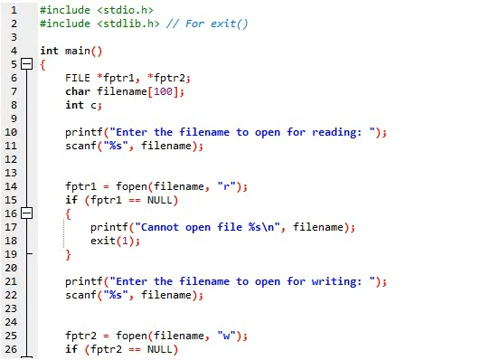 1 #include <stdio.h>
2 #include <stdlib.h> // For exit()
3
4 int main()
5 {
6 FILE *fptr1, *fptr2;
7 char filename[100];
8 int c;
9
10 printf("Enter the filename to open for reading: ");
11 scanf("%s", filename);
12
13
14 fptr1 = fopen(filename, "r");
15 if (fptr1 == NULL)
16 {
17 printf("Cannot open file %s\n", filename);
18 exit(1);
19 }
20
21 printf("Enter the filename to open for writing: ");
22 scanf("%s", filename);
23
24
25 fptr2 = fopen(filename, "w");
26 if (fptr2 == NULL)